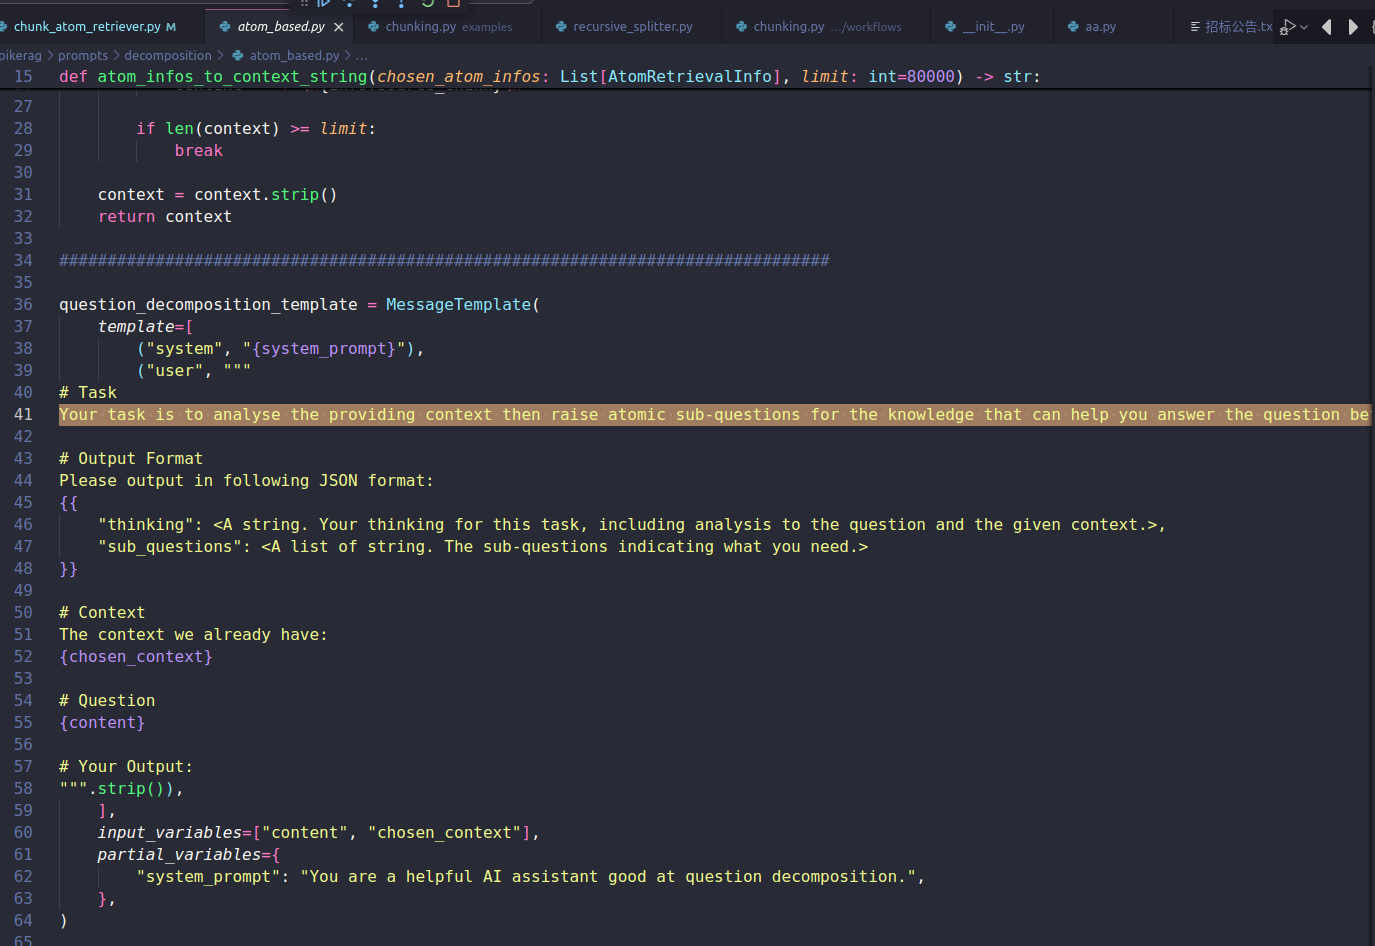 chunk_atom_retriever.py M atom_based.py chunking.py examples recursive_splitter.py chunking.py .../workflows __init__.py aa.py 招标公告.tx
pikerag > prompts > decomposition > atom_based.py > ...
15 def atom_infos_to_context_string(chosen_atom_infos: List[AtomRetrievalInfo], limit: int=80000) -> str:
27
28 if len(context) >= limit:
29 break
30
31 context = context.strip()
32 return context
33
34 ################################################################################
35
36 question_decomposition_template = MessageTemplate(
37 template=[
38 ("system", "{system_prompt}"),
39 ("user", """
40 # Task
41 Your task is to analyse the providing context then raise atomic sub-questions for the knowledge that can help you answer the question be
42
43 # Output Format
44 Please output in following JSON format:
45 {{
46 "thinking": <A string. Your thinking for this task, including analysis to the question and the given context.>,
47 "sub_questions": <A list of string. The sub-questions indicating what you need.>
48 }}
49
50 # Context
51 The context we already have:
52 {chosen_context}
53
54 # Question
55 {content}
56
57 # Your Output:
58 """.strip()),
59 ],
60 input_variables=["content", "chosen_context"],
61 partial_variables={
62 "system_prompt": "You are a helpful AI assistant good at question decomposition.",
63 },
64 )
65